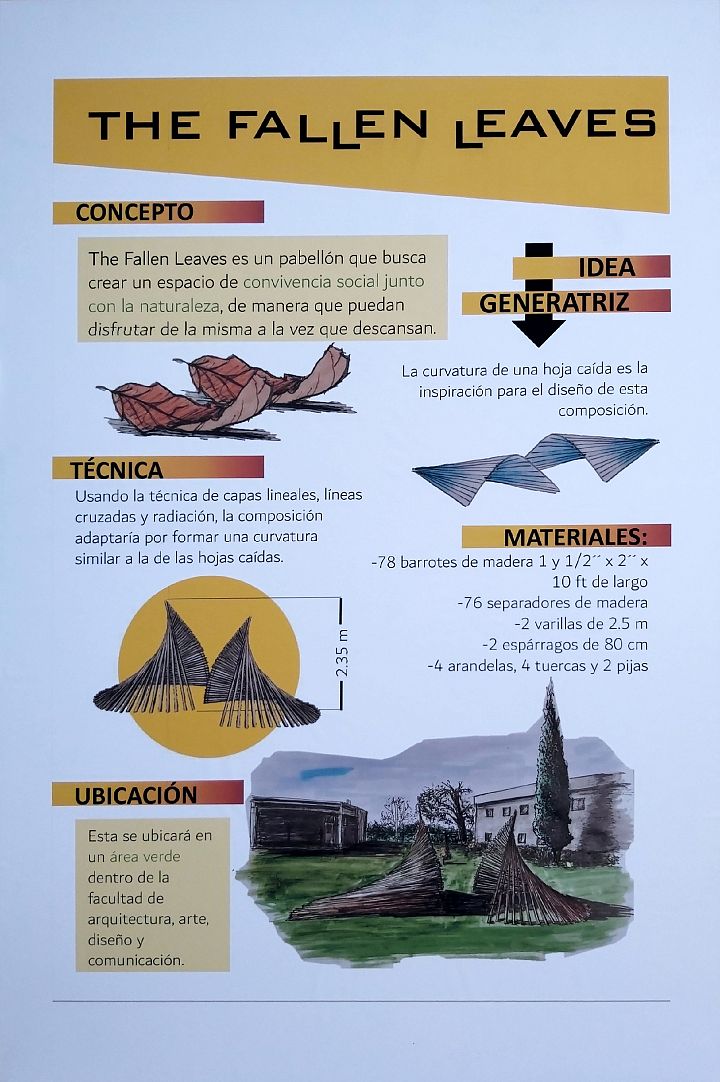 THE FALLEN LEAVES
CONCEPTO
The Fallen Leaves es un pabellón que busca
crear un espacio de convivencia social junto
con la naturaleza, de manera que puedan
disfrutar de la misma a la vez que descansan.
IDEA
GENERATRIZ
La curvatura de una hoja caída es la
inspiración para el diseño de esta
composición.
TÉCNICA
Usando la técnica de capas lineales, líneas
cruzadas y radiación, la composición
adaptaría por formar una curvatura
similar a la de las hojas caídas.
2.35 m
MATERIALES:
-78 barrotes de madera 1 y 1/2´´ x 2´´ x
10 ft de largo
-76 separadores de madera
-2 varillas de 2.5 m
-2 espárragos de 80 cm
-4 arandelas, 4 tuercas y 2 pijas
UBICACIÓN
Esta se ubicará en
un área verde
dentro de la
facultad de
arquitectura, arte,
diseño y
comunicación.